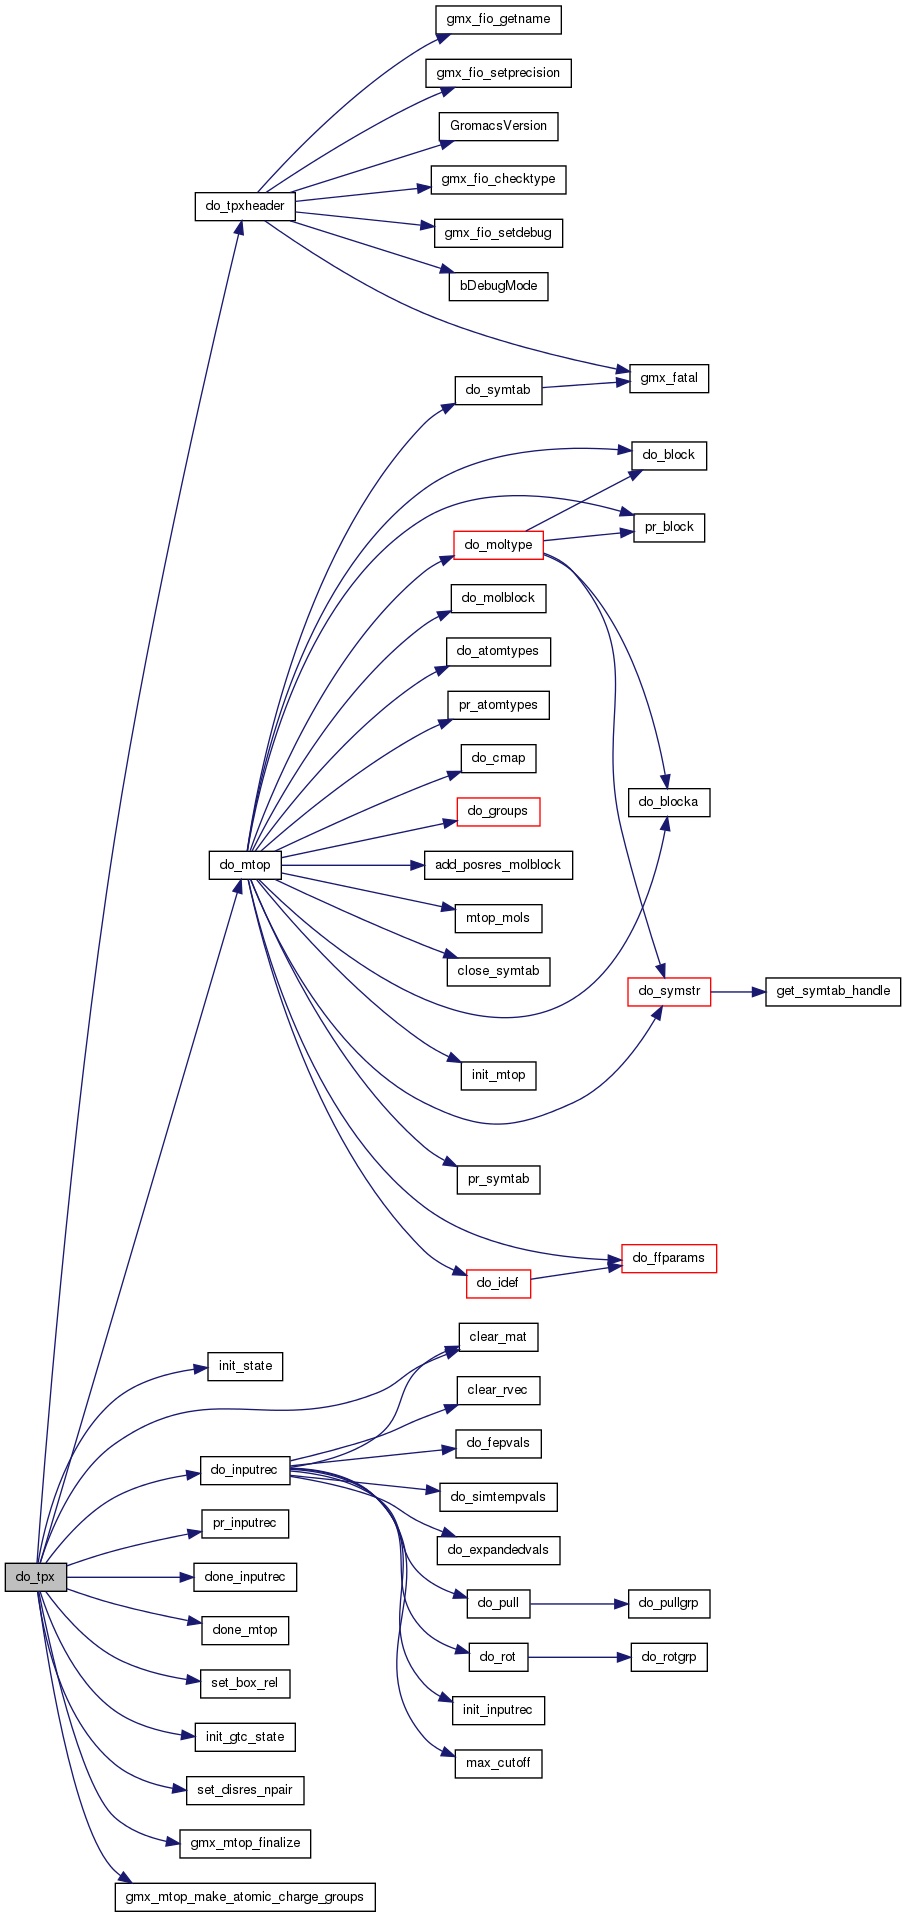 gmx_fio_getname
gmx_fio_setprecision
GromacsVersion
gmx_fio_checktype
do_tpxheader
gmx_fio_setdebug
bDebugMode
gmx_fatal
do_symtab
do_block
pr_block
do_moltype
do_molblock
do_atomtypes
pr_atomtypes
do_cmap
do_blocka
do_groups
do_mtop
add_posres_molblock
mtop_mols
close_symtab
do_symstr
get_symtab_handle
init_mtop
pr_symtab
do_ffparams
do_idef
clear_mat
init_state
clear_rvec
do_fepvals
do_inputrec
do_simtempvals
pr_inputrec
do_expandedvals
do_tpx
done_inputrec
do_pull
do_pullgrp
done_mtop
do_rot
do_rotgrp
set_box_rel
init_inputrec
init_gtc_state
max_cutoff
set_disres_npair
gmx_mtop_finalize
gmx_mtop_make_atomic_charge_groups